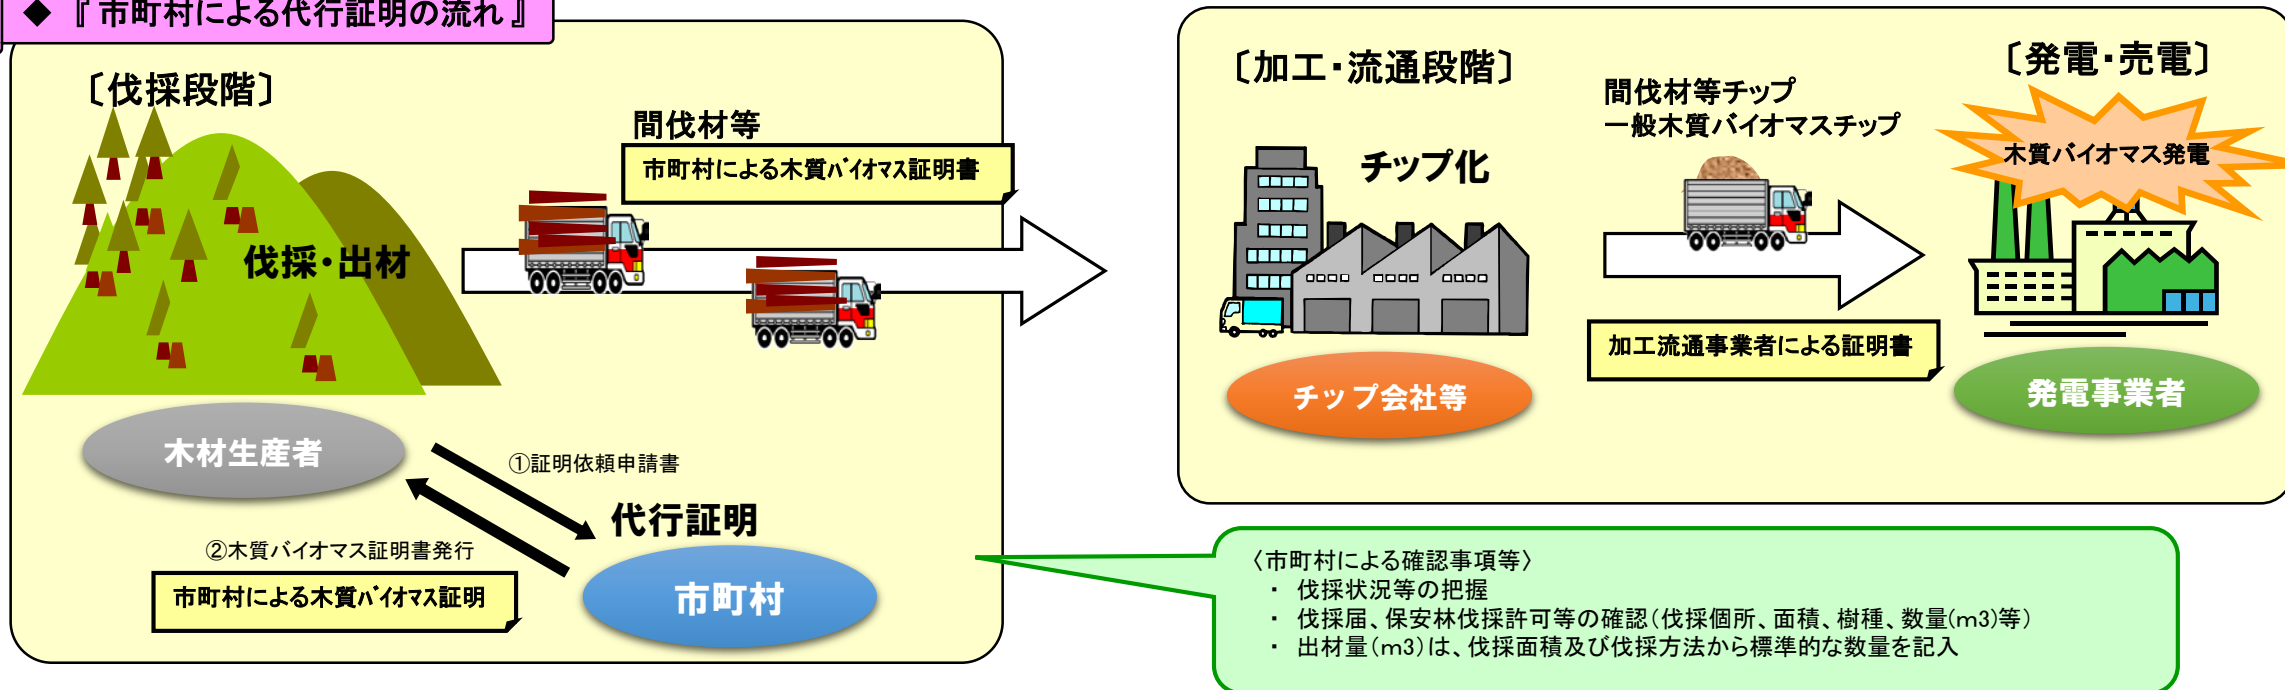 ◆ 『 市町村による代行証明の流れ 』
〔伐採段階〕
間伐材等
市町村による木質バイオマス証明書
伐採・出材
木材生産者
①証明依頼申請書
代行証明
②木質バイオマス証明書発行
市町村による木質バイオマス証明
市町村
〔加工・流通段階〕
チップ化
チップ会社等
間伐材等チップ
一般木質バイオマスチップ
加工流通事業者による証明書
〔発電・売電〕
木質バイオマス発電
発電事業者
〈市町村による確認事項等〉
・ 伐採状況等の把握
・ 伐採届、保安林伐採許可等の確認（伐採個所、面積、樹種、数量(m3)等）
・ 出材量（m3）は、伐採面積及び伐採方法から標準的な数量を記入